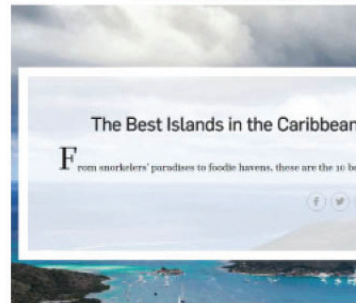 The Best Islands in the Caribbean
From snorkelers' paradises to foodie havens, these are the 10